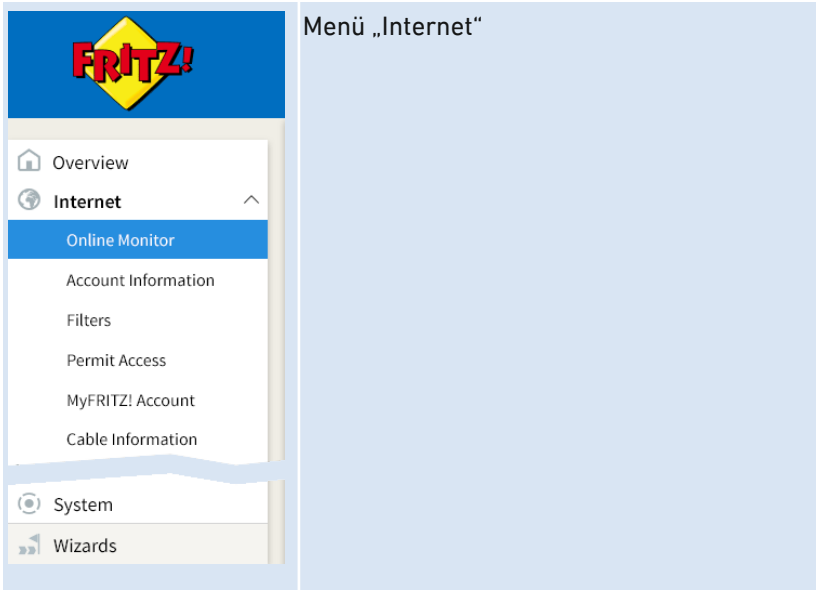 FRITZ!
Menü „Internet“
Overview
Internet
Online Monitor
Account Information
Filters
Permit Access
MyFRITZ! Account
Cable Information
System
Wizards